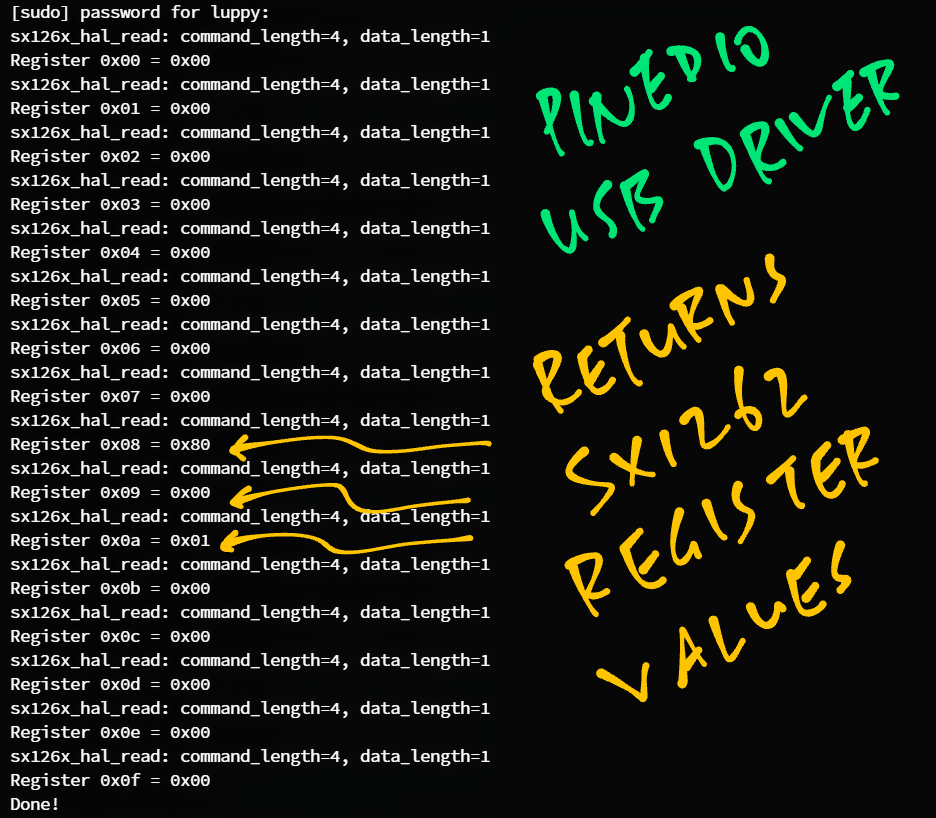 [sudo] password for luppy:
sx126x_hal_read: command_length=4, data_length=1
Register 0x00 = 0x00
sx126x_hal_read: command_length=4, data_length=1
Register 0x01 = 0x00
sx126x_hal_read: command_length=4, data_length=1
Register 0x02 = 0x00
sx126x_hal_read: command_length=4, data_length=1
Register 0x03 = 0x00
sx126x_hal_read: command_length=4, data_length=1
Register 0x04 = 0x00
sx126x_hal_read: command_length=4, data_length=1
Register 0x05 = 0x00
sx126x_hal_read: command_length=4, data_length=1
Register 0x06 = 0x00
sx126x_hal_read: command_length=4, data_length=1
Register 0x07 = 0x00
sx126x_hal_read: command_length=4, data_length=1
Register 0x08 = 0x80
sx126x_hal_read: command_length=4, data_length=1
Register 0x09 = 0x00
sx126x_hal_read: command_length=4, data_length=1
Register 0x0a = 0x01
sx126x_hal_read: command_length=4, data_length=1
Register 0x0b = 0x00
sx126x_hal_read: command_length=4, data_length=1
Register 0x0c = 0x00
sx126x_hal_read: command_length=4, data_length=1
Register 0x0d = 0x00
sx126x_hal_read: command_length=4, data_length=1
Register 0x0e = 0x00
sx126x_hal_read: command_length=4, data_length=1
Register 0x0f = 0x00
Done!
PINEDIO
USB DRIVER
RETURNS
SX1262
REGISTER
VALUES